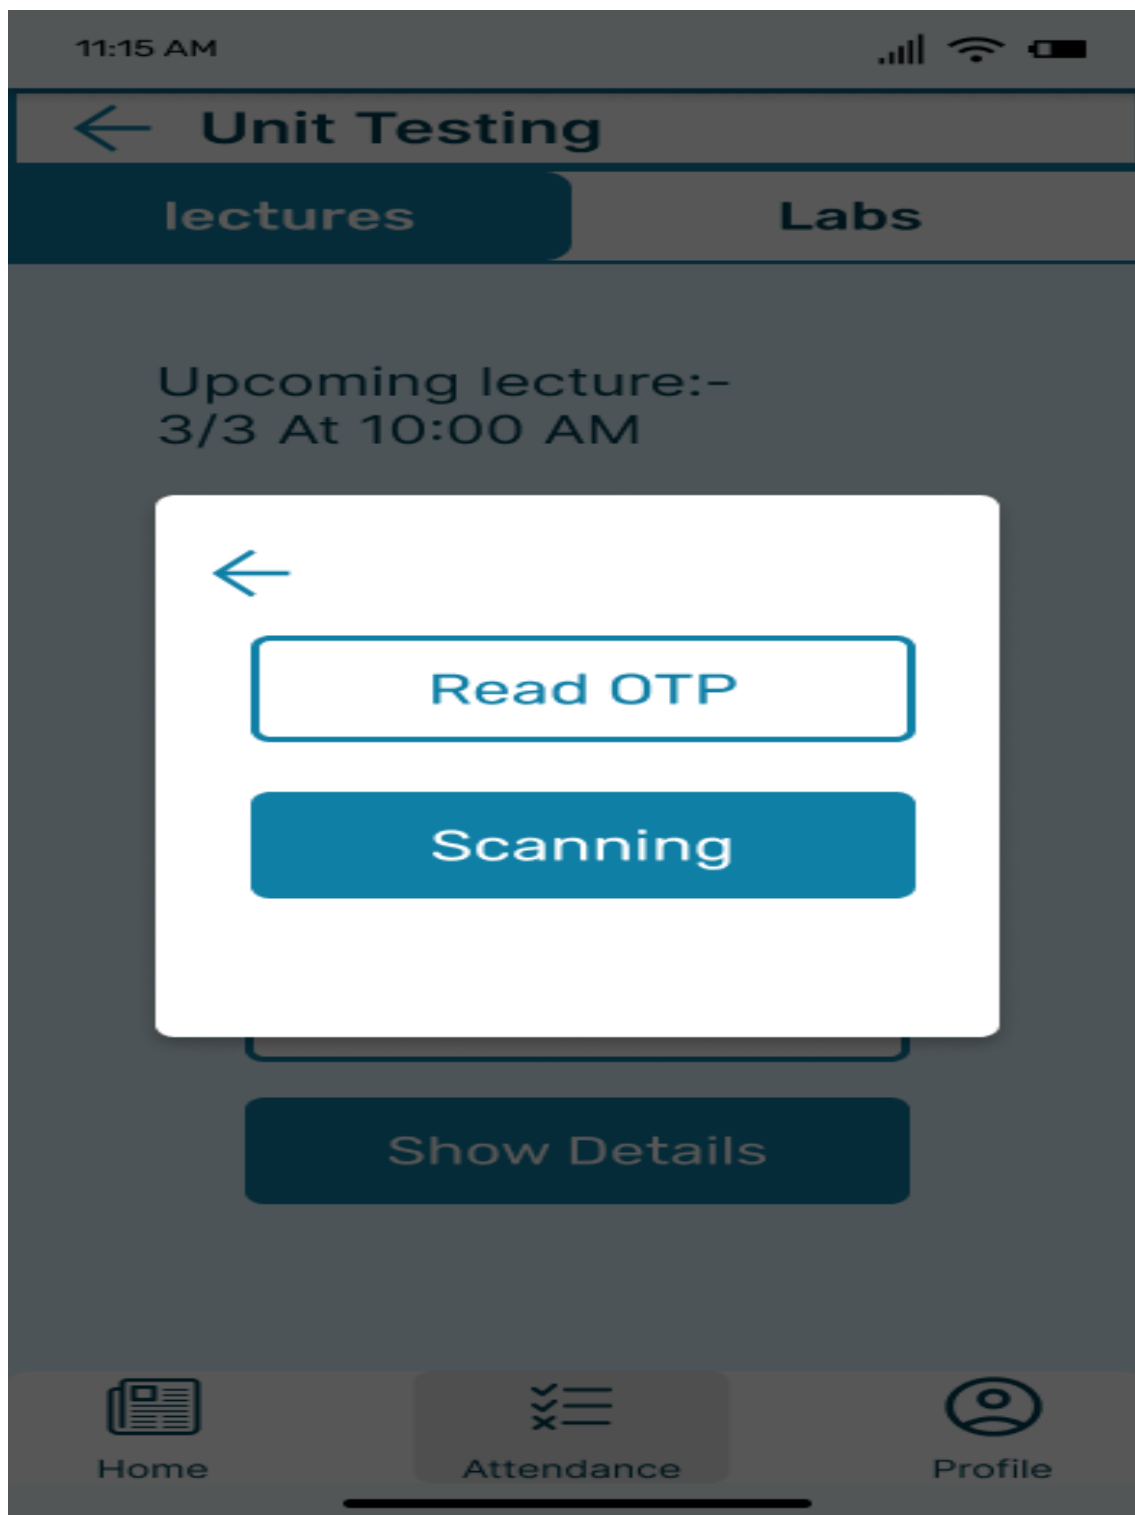 11:15 AM
Unit Testing
lectures
Labs
Upcoming lecture:-
3/3 At 10:00 AM
Read OTP
Scanning
Show Details
Home
Attendance
Profile